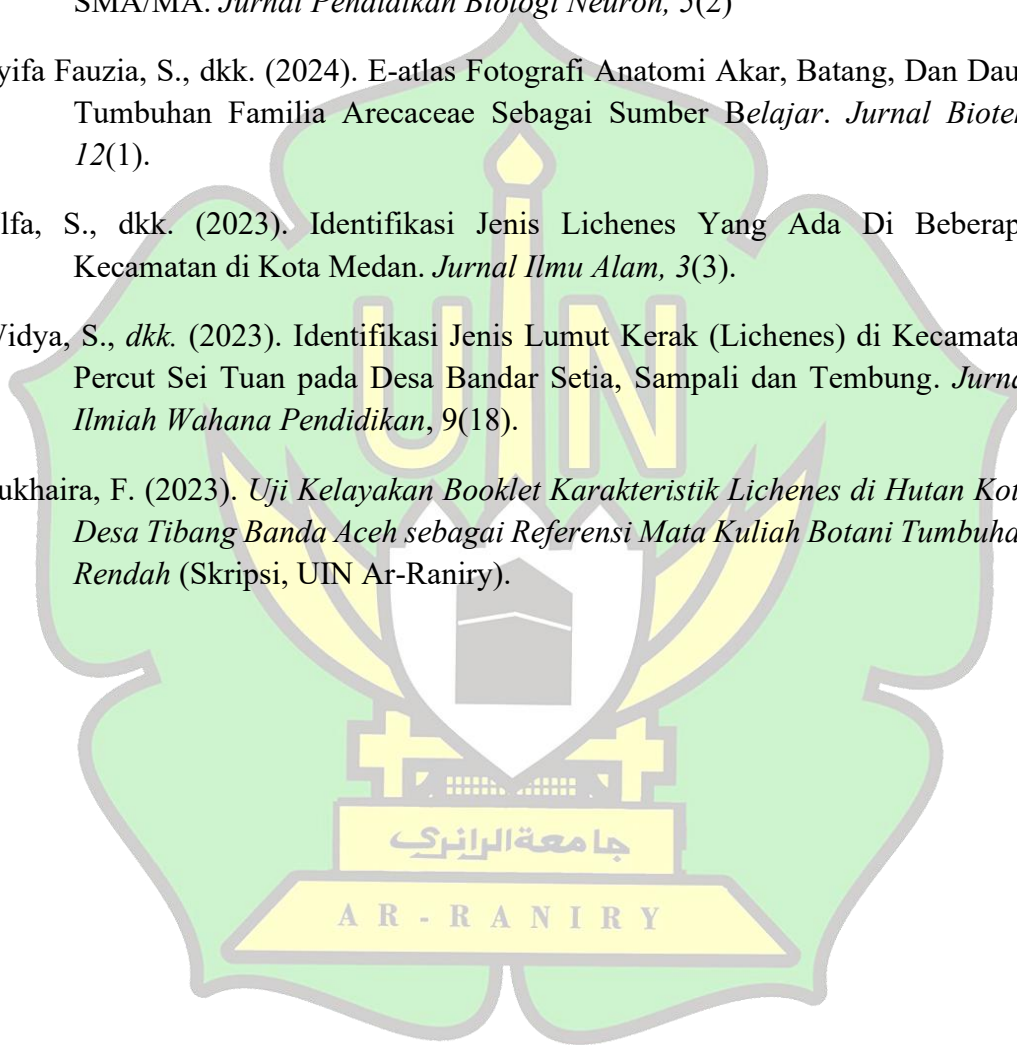 SMA/MA. Jurnal Pendidikan Biologi Neuron, 5(2)
yifa Fauzia, S., dkk. (2024). E-atlas Fotografi Anatomi Akar, Batang, Dan Dau
Tumbuhan Familia Arecaceae Sebagai Sumber Belajar. Jurnal Biotek
12(1).
lfa, S., dkk. (2023). Identifikasi Jenis Lichenes Yang Ada Di Beberap
Kecamatan di Kota Medan. Jurnal Ilmu Alam, 3(3).
Vidya, S., dkk. (2023). Identifikasi Jenis Lumut Kerak (Lichenes) di Kecamata
Percut Sei Tuan pada Desa Bandar Setia, Sampali dan Tembung. Jurna
Ilmiah Wahana Pendidikan, 9(18).
ukhaira, F. (2023). Uji Kelayakan Booklet Karakteristik Lichenes di Hutan Kot
Desa Tibang Banda Aceh sebagai Referensi Mata Kuliah Botani Tumbuha
Rendah (Skripsi, UIN Ar-Raniry).
UIN
جامعة الرانري
AR-RANIRY